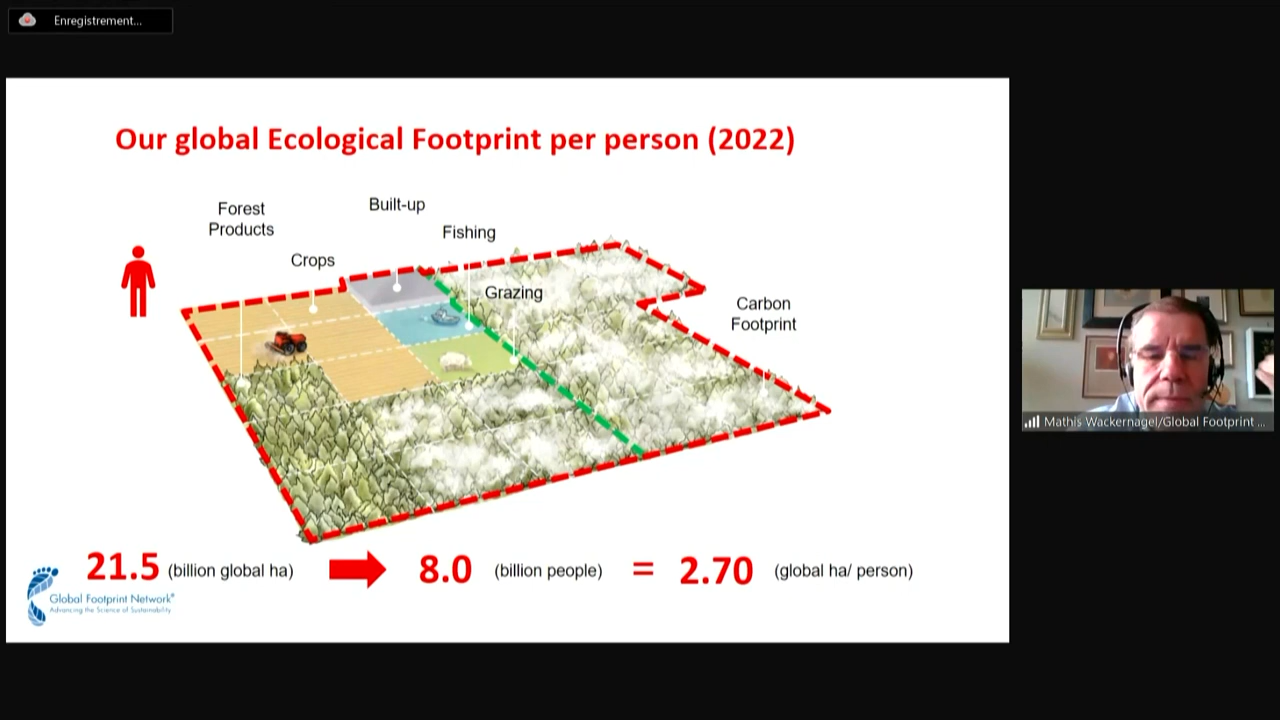 Enregistrement...
Our global Ecological Footprint per person (2022)
Forest
Products
Built-up
Fishing
Crops
Grazing
Carbon
Footprint
21.5 (billion global ha) 8.0 (billion people) = 2.70 (global ha/ person)
Global Footprint Network®
Advancing the Science of Sustainability
Mathis Wackernagel/Global Footprint ...